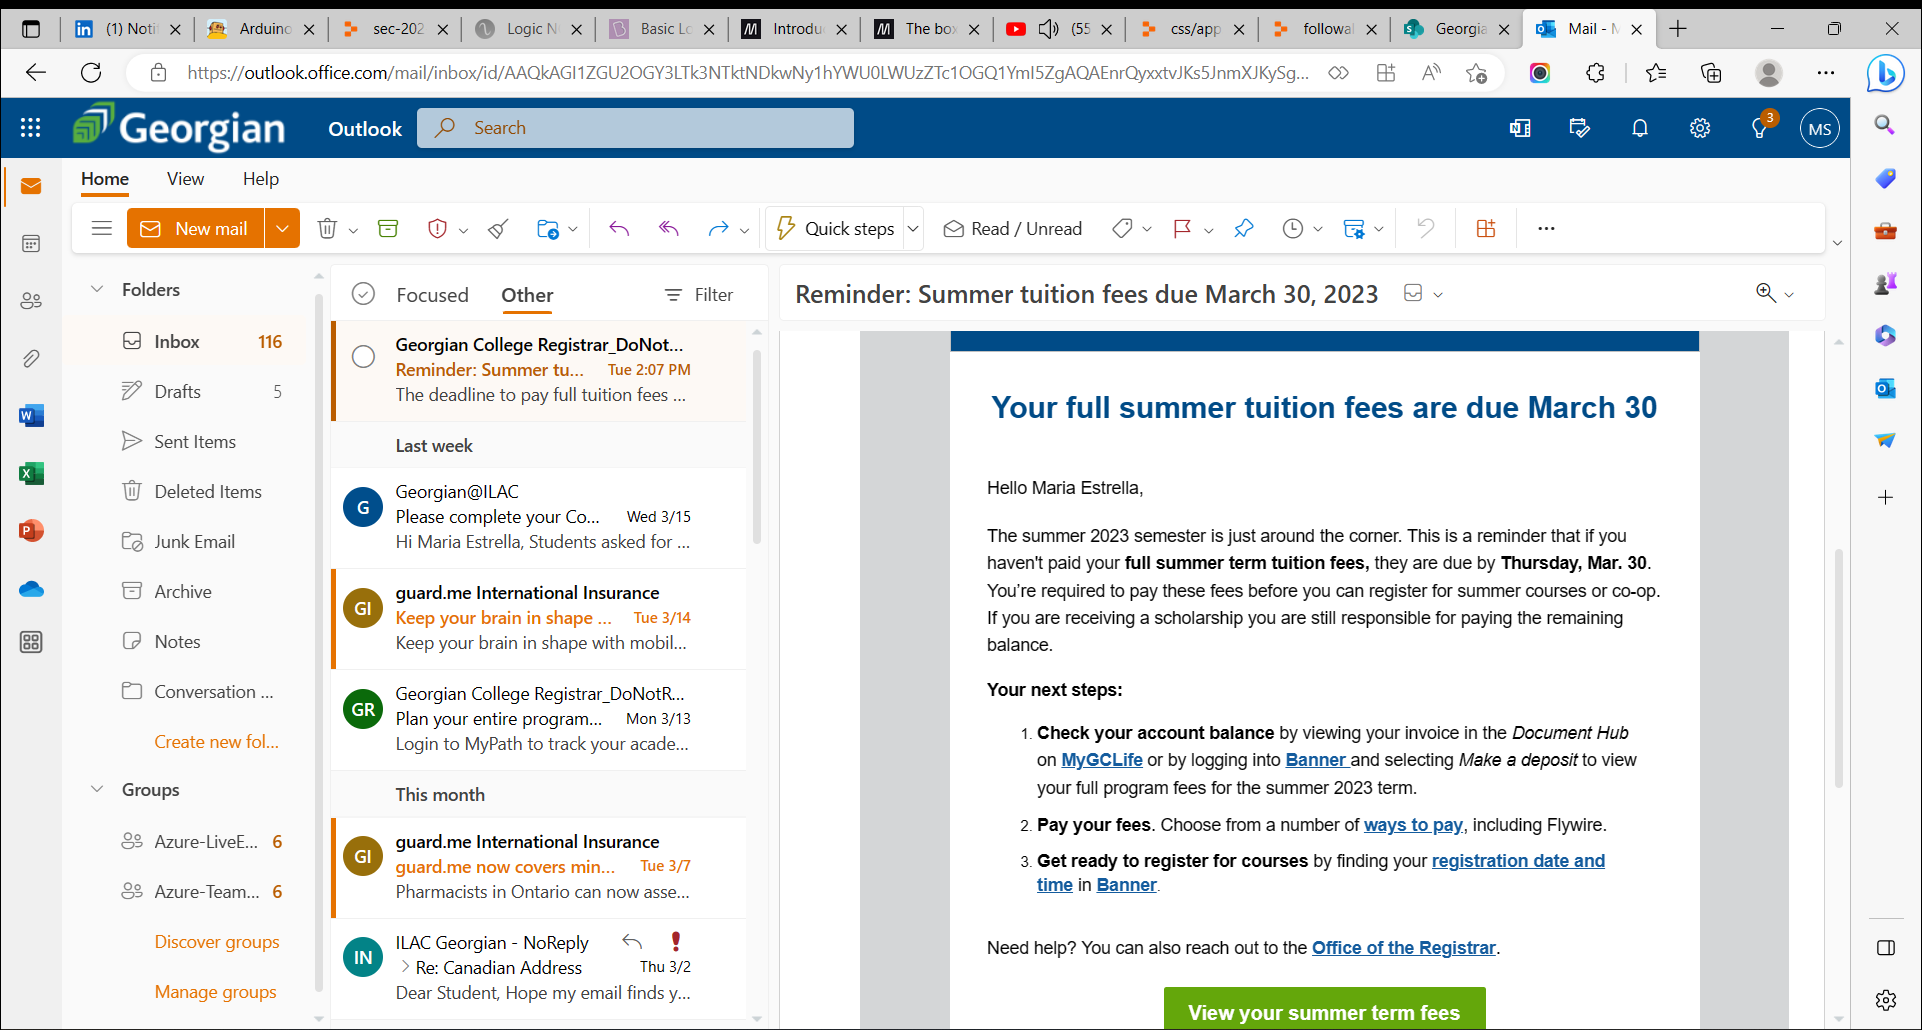 (1) Noti
Arduino
sec-202
Logic N
Basic Lo
Introdu
The box
(55
css/app
followal
Georgia
Mail - M
https://outlook.office.com/mail/inbox/id/AAQkAGI1ZGU2OGY3LTk3NTktNDkwNy1hYWU0LWUzZTc1OGQ1YmI5ZgAQAEnrQyxxtvJKs5JnmXJKySg...
Georgian
Outlook
Search
3
MS
Home
View
Help
New mail
Quick steps
Read / Unread
Folders
Inbox 116
Drafts 5
Sent Items
Deleted Items
Junk Email
Archive
Notes
Conversation ...
Create new fol...
Groups
Azure-LiveE... 6
Azure-Team... 6
Discover groups
Manage groups
Focused
Other
Filter
Georgian College Registrar_DoNot...
Reminder: Summer tu... Tue 2:07 PM
The deadline to pay full tuition fees ...
Last week
G
Georgian@ILAC
Please complete your Co... Wed 3/15
Hi Maria Estrella, Students asked for ...
GI
guard.me International Insurance
Keep your brain in shape ... Tue 3/14
Keep your brain in shape with mobil...
GR
Georgian College Registrar_DoNotR...
Plan your entire program... Mon 3/13
Login to MyPath to track your acade...
This month
GI
guard.me International Insurance
guard.me now covers min... Tue 3/7
Pharmacists in Ontario can now asse...
IN
ILAC Georgian - NoReply
Re: Canadian Address Thu 3/2
Dear Student, Hope my email finds y...
Reminder: Summer tuition fees due March 30, 2023
Your full summer tuition fees are due March 30
Hello Maria Estrella,
The summer 2023 semester is just around the corner. This is a reminder that if you
haven't paid your full summer term tuition fees, they are due by Thursday, Mar. 30.
You're required to pay these fees before you can register for summer courses or co-op.
If you are receiving a scholarship you are still responsible for paying the remaining
balance.
Your next steps:
1. Check your account balance by viewing your invoice in the Document Hub
on MyGCLife or by logging into Banner and selecting Make a deposit to view
your full program fees for the summer 2023 term.
2. Pay your fees. Choose from a number of ways to pay, including Flywire.
3. Get ready to register for courses by finding your registration date and
time in Banner.
Need help? You can also reach out to the Office of the Registrar.
View your summer term fees